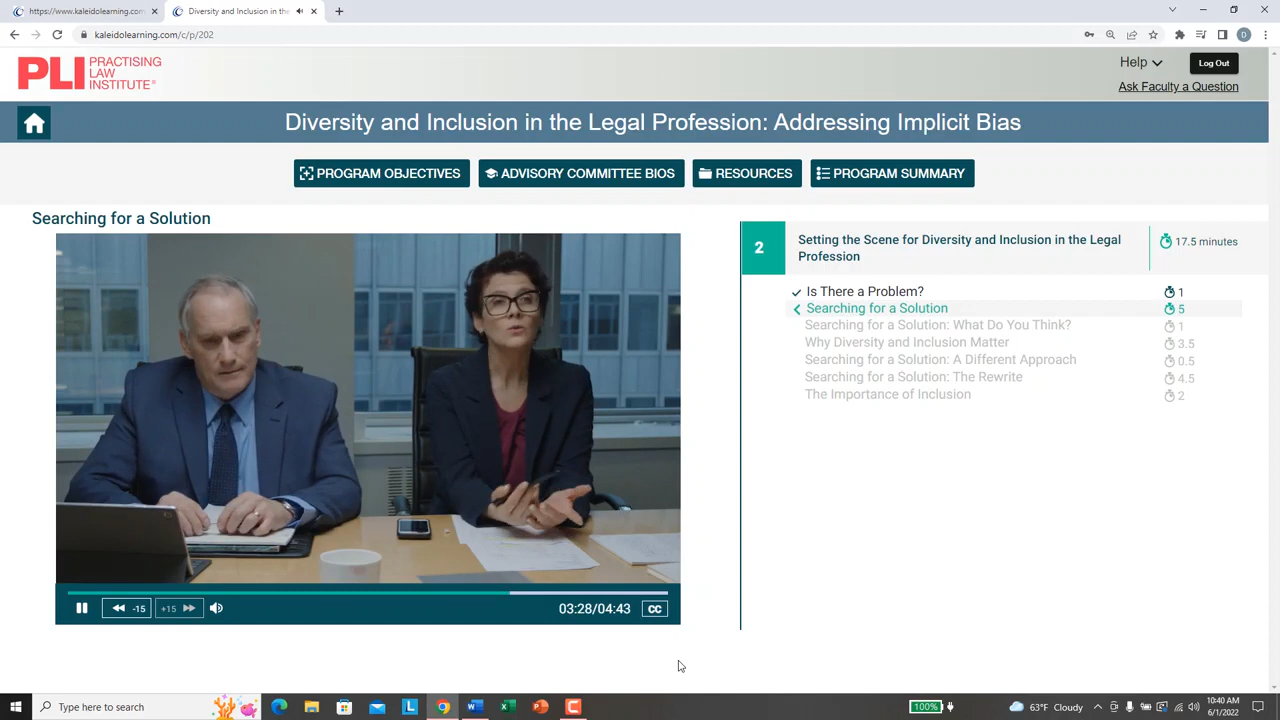 https://www.kaleidolearning.com/
Diversity and Inclusion in the
kaleidolearning.com/c/p/202
D
PLI PRACTISING
LAW
INSTITUTE®
Help
Log Out
Ask Faculty a Question
Diversity and Inclusion in the Legal Profession: Addressing Implicit Bias
PROGRAM OBJECTIVES
ADVISORY COMMITTEE BIOS
RESOURCES
PROGRAM SUMMARY
Searching for a Solution
2
Setting the Scene for Diversity and Inclusion in the Legal
Profession
17.5 minutes
Is There a Problem? 1
Searching for a Solution 5
Searching for a Solution: What Do You Think? 1
Why Diversity and Inclusion Matter 3.5
Searching for a Solution: A Different Approach 0.5
Searching for a Solution: The Rewrite 4.5
The Importance of Inclusion 2
-15
+15
03:28/04:43
CC
Type here to search
L
100%
63°F Cloudy
10:40 AM
6/1/2022